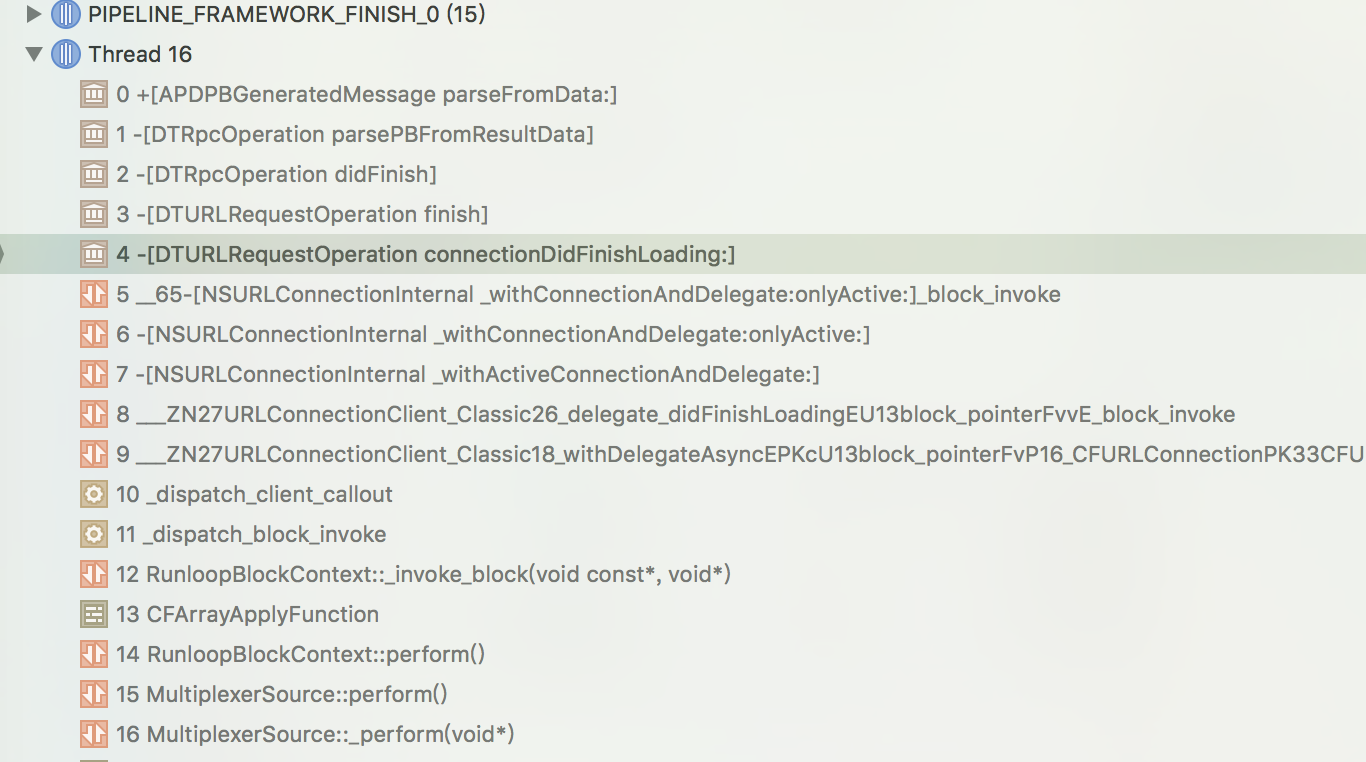 PIPELINE_FRAMEWORK_FINISH_0 (15)
Thread 16
0 +[APDPBGeneratedMessage parseFromData:]
1 -[DTRpcOperation parsePBFromResultData]
2 -[DTRpcOperation didFinish]
3 -[DTURLRequestOperation finish]
4 -[DTURLRequestOperation connectionDidFinishLoading:]
5 __65-[NSURLConnectionInternal _withConnectionAndDelegate:onlyActive:]_block_invoke
6 -[NSURLConnectionInternal _withConnectionAndDelegate:onlyActive:]
7 -[NSURLConnectionInternal _withActiveConnectionAndDelegate:]
8 ___ZN27URLConnectionClient_Classic26_delegate_didFinishLoadingEU13block_pointerFvvE_block_invoke
9 ___ZN27URLConnectionClient_Classic18_withDelegateAsyncEPKcU13block_pointerFvP16_CFURLConnectionPK33CFU
10 _dispatch_client_callout
11 _dispatch_block_invoke
12 RunloopBlockContext::_invoke_block(void const*, void*)
13 CFArrayApplyFunction
14 RunloopBlockContext::perform()
15 MultiplexerSource::perform()
16 MultiplexerSource::_perform(void*)